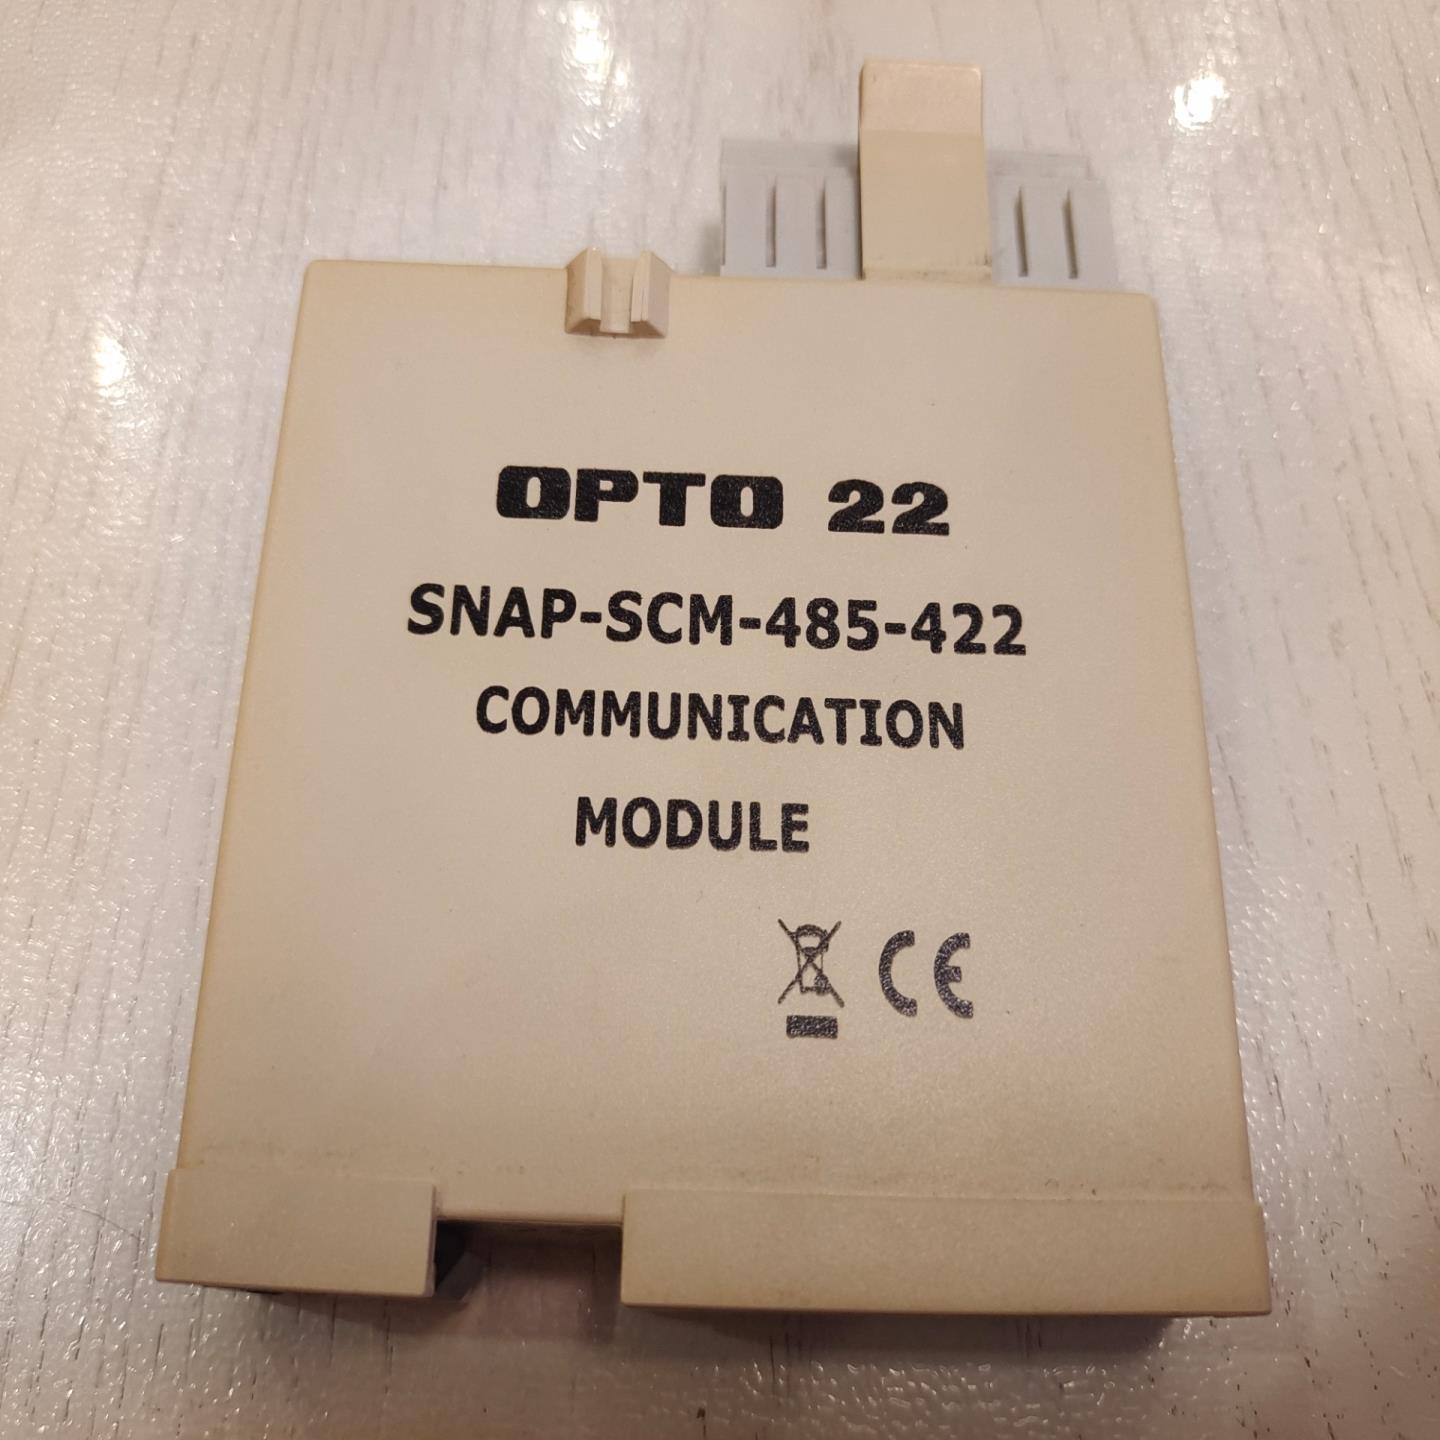 OPTO 22
SNAP-SCM-485-422
COMMUNICATION
MODULE
CE